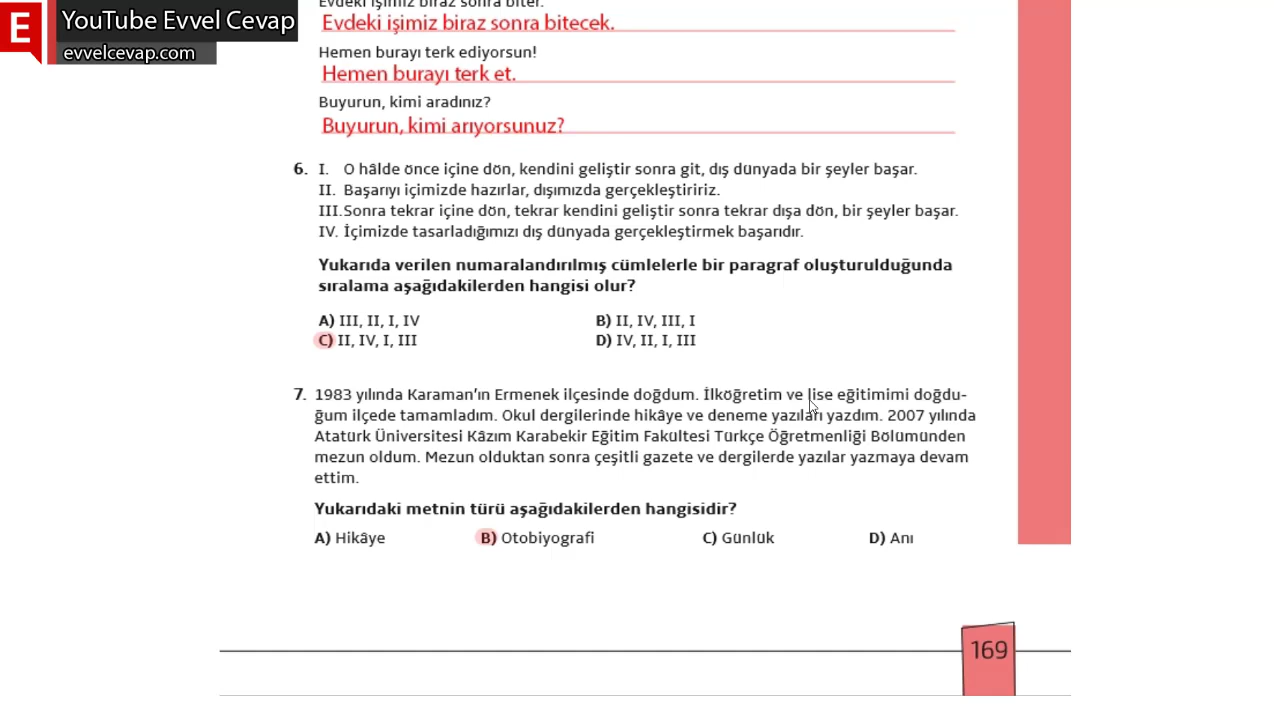 E YouTube Evvel Cevap
evvelcevap.com
Evdeki işimiz biraz sonra biter.
Evdeki işimiz biraz sonra bitecek.
Hemen burayı terk ediyorsun!
Hemen burayı terk et.
Buyurun, kimi aradınız?
Buyurun, kimi arıyorsunuz?
6. I. O hâlde önce içine dön, kendini geliştir sonra git, dış dünyada bir şeyler başar.
II. Başarıyı içimizde hazırlar, dışımızda gerçekleştiririz.
III.Sonra tekrar içine dön, tekrar kendini geliştir sonra tekrar dışa dön, bir şeyler başar.
IV. İçimizde tasarladığımızı dış dünyada gerçekleştirmek başarıdır.
Yukarıda verilen numaralandırılmış cümlelerle bir paragraf oluşturulduğunda
sıralama aşağıdakilerden hangisi olur?
A) III, II, I, IV B) II, IV, III, I
C) II, IV, I, III D) IV, II, I, III
7. 1983 yılında Karaman’ın Ermenek ilçesinde doğdum. İlköğretim ve lise eğitimimi doğdu-
ğum ilçede tamamladım. Okul dergilerinde hikâye ve deneme yazıları yazdım. 2007 yılında
Atatürk Üniversitesi Kâzım Karabekir Eğitim Fakültesi Türkçe Öğretmenliği Bölümünden
mezun oldum. Mezun olduktan sonra çeşitli gazete ve dergilerde yazılar yazmaya devam
ettim.
Yukarıdaki metnin türü aşağıdakilerden hangisidir?
A) Hikâye B) Otobiyografi C) Günlük D) Anı
169